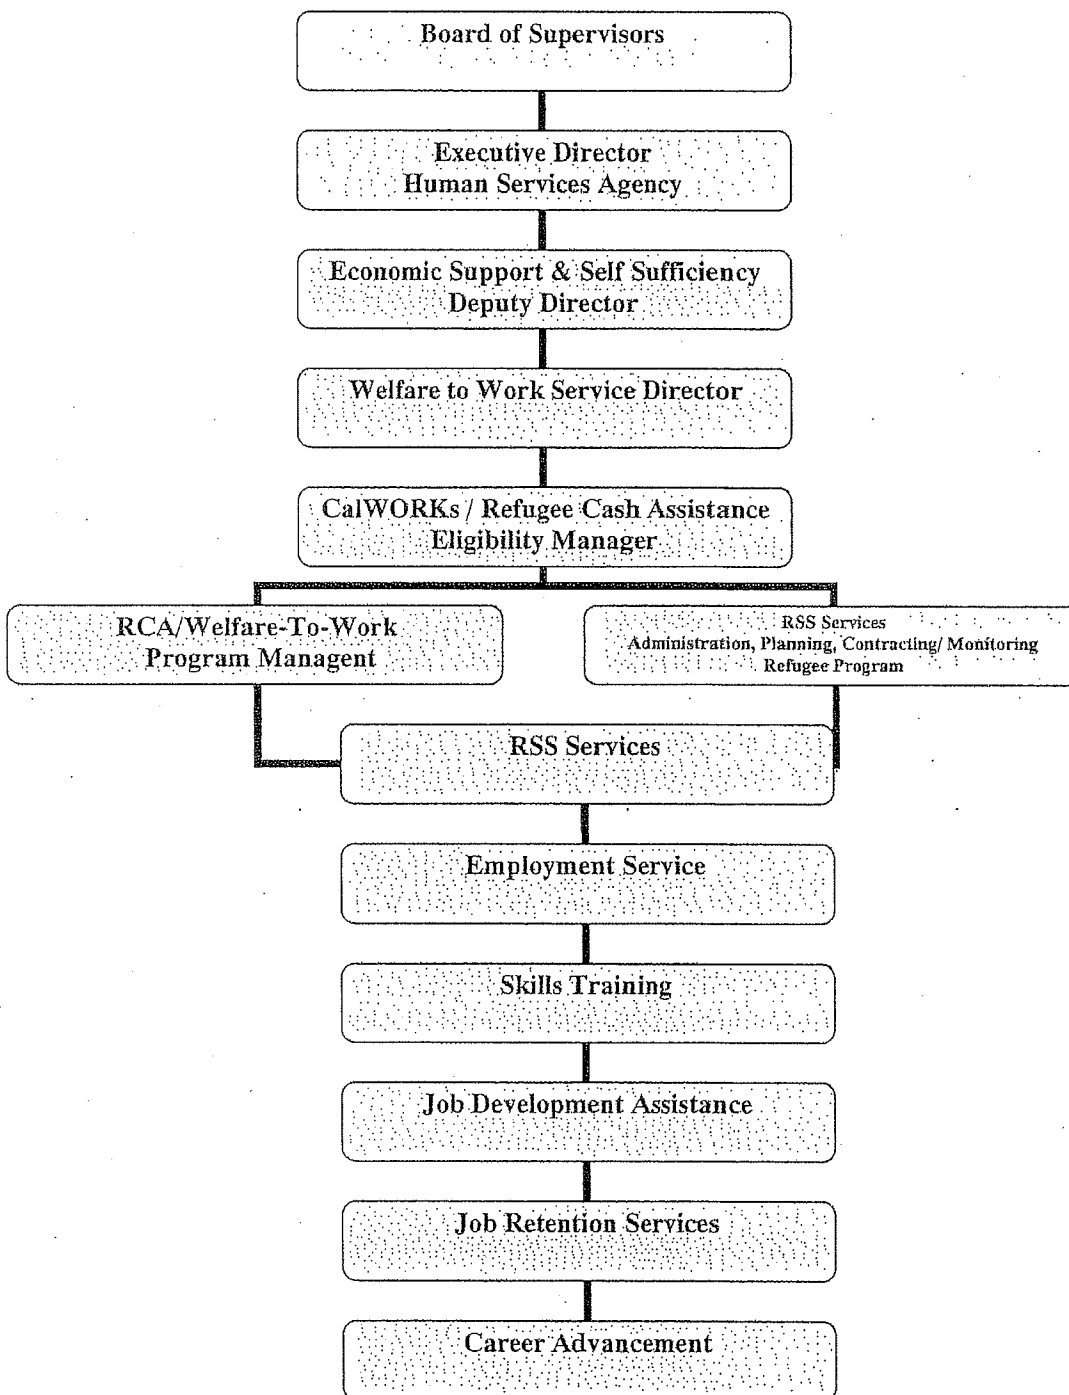 Board of Supervisors
Executive Director
Human Services Agency
Economic Support & Self Sufficiency
Deputy Director
Welfare to Work Service Director
CalWORKs / Refugee Cash Assistance
Eligibility Manager
RCA/Welfare-To-Work
Program Managent
RSS Services
Administration, Planning, Contracting/ Monitoring
Refugee Program
RSS Services
Employment Service
Skills Training
Job Development Assistance
Job Retention Services
Career Advancement